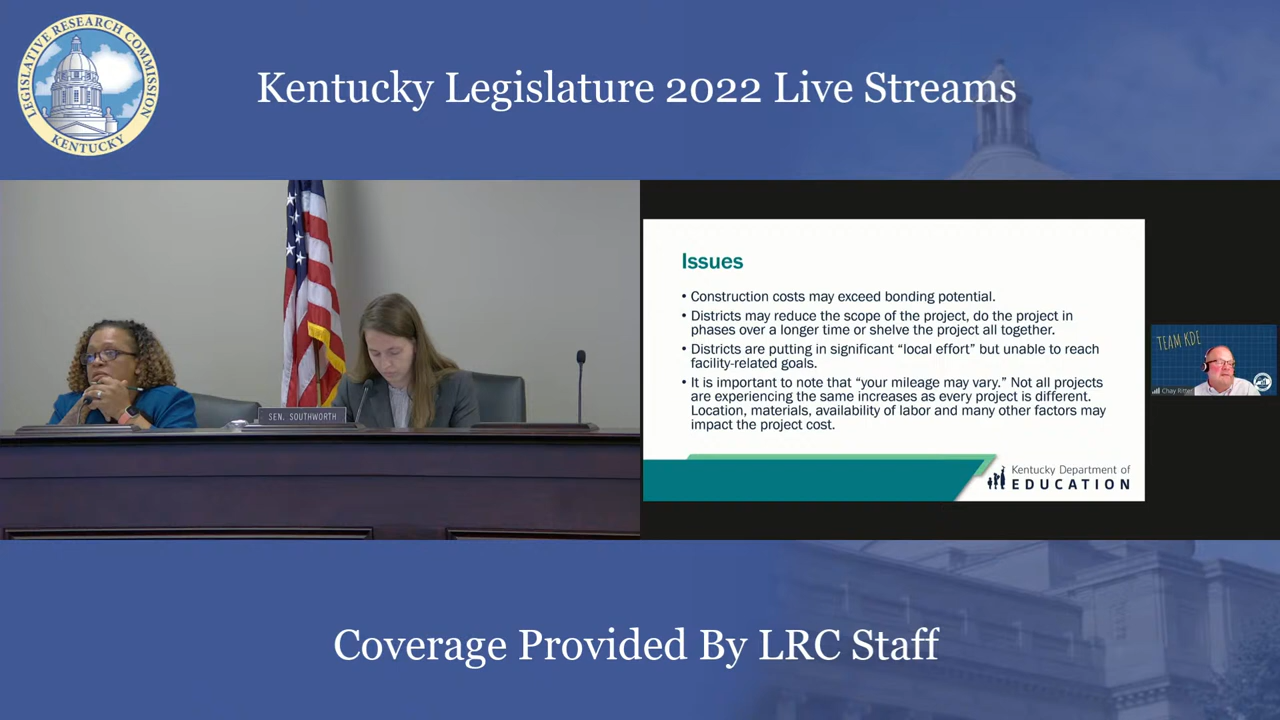 LEGISLATIVE RESEARCH COMMISSION
KENTUCKY
Kentucky Legislature 2022 Live Streams
SEN. SOUTHWORTH
Issues
• Construction costs may exceed bonding potential.
• Districts may reduce the scope of the project, do the project in
phases over a longer time or shelve the project all together.
• Districts are putting in significant “local effort” but unable to reach
facility-related goals.
• It is important to note that “your mileage may vary.” Not all projects
are experiencing the same increases as every project is different.
Location, materials, availability of labor and many other factors may
impact the project cost.
Kentucky Department of
EDUCATION
TEAM KDE
Chay Ritter
Coverage Provided By LRC Staff